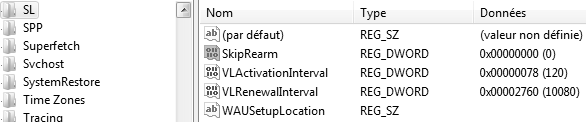 SL
SPP
Superfetch
Svchost
SystemRestore
Time Zones
Tracing
Nom Type Données
(par défaut) REG_SZ (valeur non définie)
SkipRearm REG_DWORD 0x00000000 (0)
VLActivationInterval REG_DWORD 0x00000078 (120)
VLRenewalInterval REG_DWORD 0x00002760 (10080)
WAUSetupLocation REG_SZ